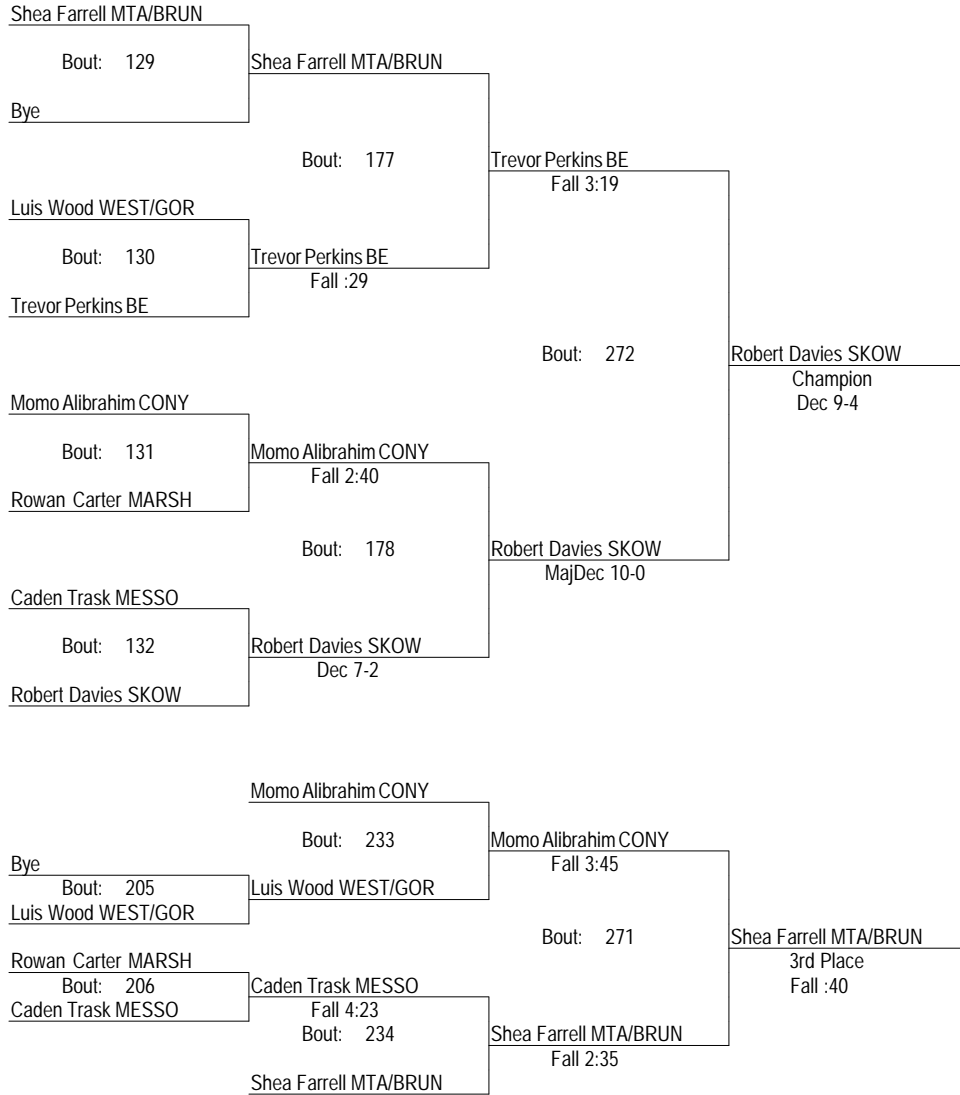 Shea Farrell MTA/BRUN
Bout: 129
Shea Farrell MTA/BRUN
Bye
Bout: 177
Trevor Perkins BE
Fall 3:19
Luis Wood WEST/GOR
Bout: 130
Trevor Perkins BE
Fall :29
Trevor Perkins BE
Bout: 272
Robert Davies SKOW
Champion
Dec 9-4
Momo Alibrahim CONY
Bout: 131
Momo Alibrahim CONY
Fall 2:40
Rowan Carter MARSH
Bout: 178
Robert Davies SKOW
MajDec 10-0
Caden Trask MESSO
Bout: 132
Robert Davies SKOW
Dec 7-2
Robert Davies SKOW
Momo Alibrahim CONY
Bout: 233
Momo Alibrahim CONY
Fall 3:45
Bye
Bout: 205
Luis Wood WEST/GOR
Luis Wood WEST/GOR
Bout: 271
Shea Farrell MTA/BRUN
3rd Place
Fall :40
Rowan Carter MARSH
Bout: 206
Caden Trask MESSO
Caden Trask MESSO
Fall 4:23
Bout: 234
Shea Farrell MTA/BRUN
Fall 2:35
Shea Farrell MTA/BRUN